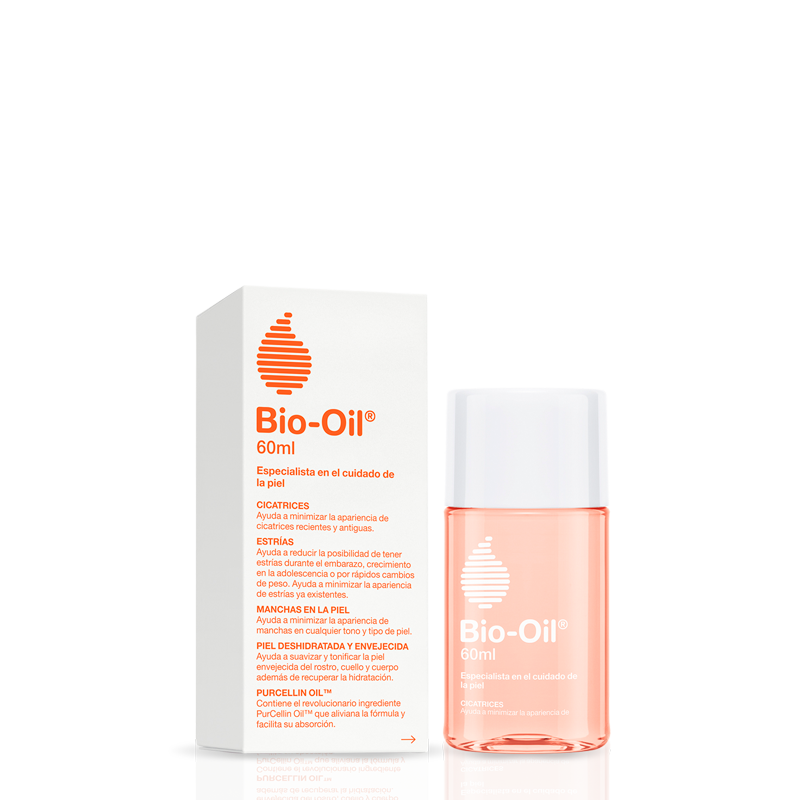 Bio-Oil®
60ml
Especialista en el cuidado de
la piel
CICATRICES
Ayuda a minimizar la apariencia de
cicatrices recientes y antiguas.
ESTRÍAS
Ayuda a reducir la posibilidad de tener
estrías durante el embarazo, crecimiento
en la adolescencia o por rápidos cambios
de peso. Ayuda a minimizar la apariencia
de estrías ya existentes.
MANCHAS EN LA PIEL
Ayuda a minimizar la apariencia de
manchas en cualquier tono y tipo de piel.
PIEL DESHIDRATADA Y ENVEJECIDA
Ayuda a suavizar y tonificar la piel
envejecida del rostro, cuello y cuerpo
además de recuperar la hidratación.
PURCELLIN OIL™
Contiene el revolucionario ingrediente
PurCellin Oil™ que aliviana la fórmula y
facilita su absorción.
Bio-Oil®
60ml
Especialista en el cuidado de
la piel
CICATRICES
Ayuda a minimizar la apariencia de